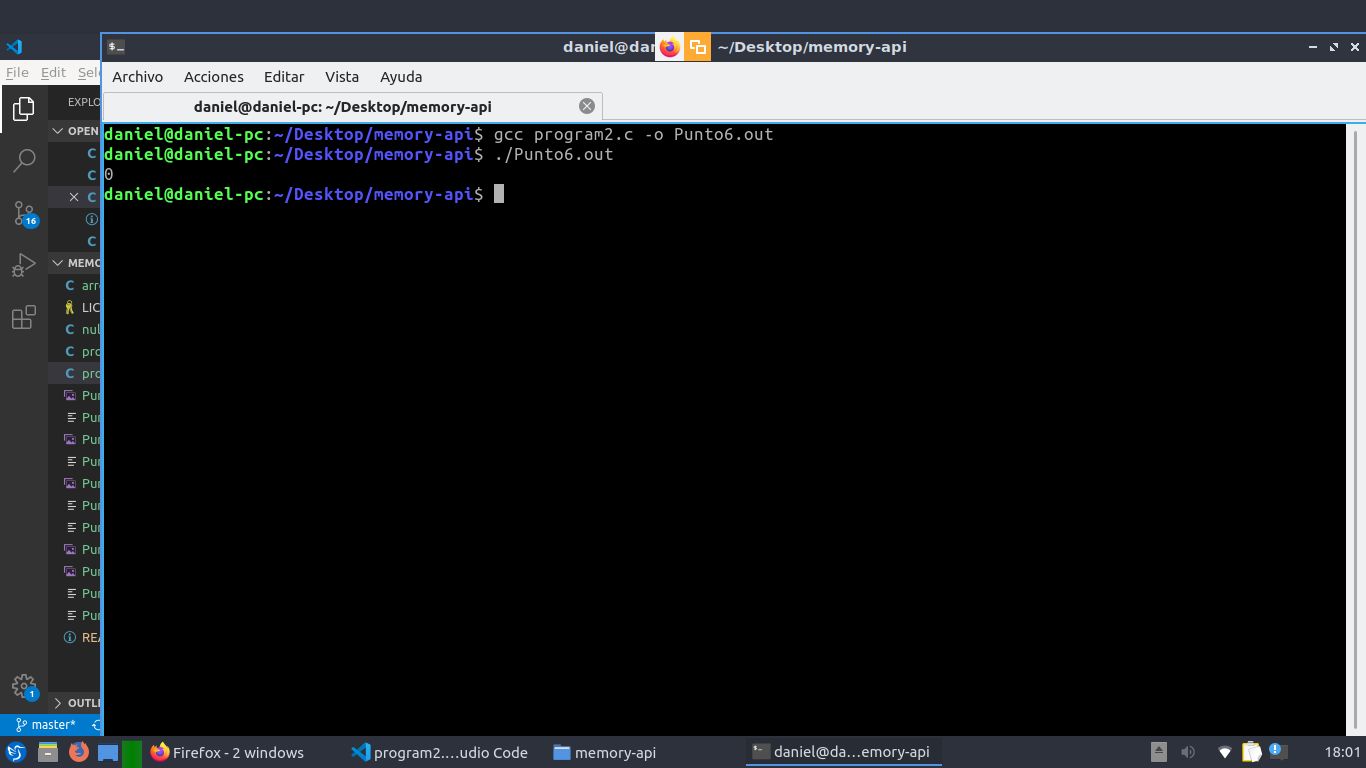 daniel@da
~/Desktop/memory-api
File Edit Sel
Archivo Acciones Editar Vista Ayuda
EXPLO
daniel@daniel-pc: ~/Desktop/memory-api
OPEN
daniel@daniel-pc:~/Desktop/memory-api$ gcc program2.c -o Punto6.out
daniel@daniel-pc:~/Desktop/memory-api$ ./Punto6.out
0
daniel@daniel-pc:~/Desktop/memory-api$
C
C
C
C
16
MEMO
C arr
LIC
C nul
C pro
C pro
Pun
Pun
Pun
Pun
Pun
Pun
Pun
Pun
Pun
Pun
Pun
REA
1
OUTLI
master*
Firefox - 2 windows
program2....udio Code
memory-api
daniel@da...emory-api
18:01